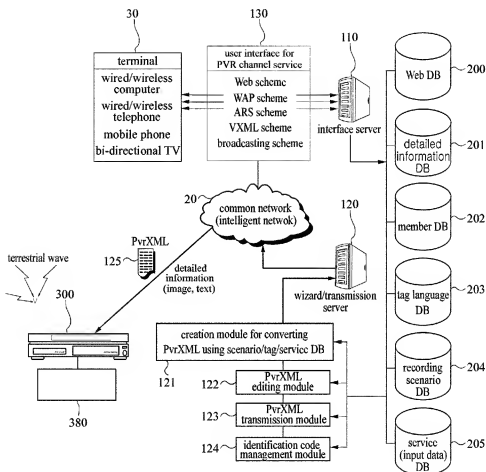 30
130
110
terminal
wired/wireless
computer
wired/wireless
telephone
mobile phone
bi-directional TV
user interface for
PVR channel service
Web scheme
WAP scheme
ARS scheme
VXML scheme
broadcasting scheme
interface server
Web DB
200
detailed
information
DB
201
member DB
202
tag language
DB
203
recording
scenario
DB
204
service
(input data)
DB
205
20
common network
(intelligent netwok)
120
wizard/transmission
server
PvrXML
125
detailed
information
(image, text)
terrestrial wave
300
380
creation module for converting
PvrXML using scenario/tag/service DB
121
PvrXML
editing module
122
PvrXML
transmission module
123
identification code
management module
124